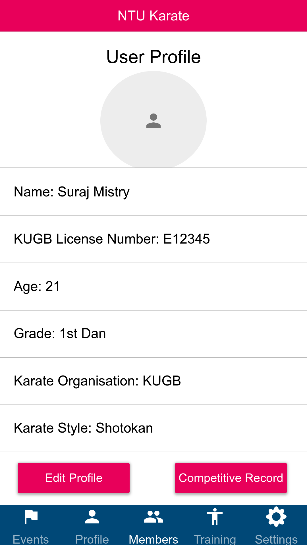 NTU Karate
User Profile
Name: Suraj Mistry
KUGB License Number: E12345
Age: 21
Grade: 1st Dan
Karate Organisation: KUGB
Karate Style: Shotokan
Edit Profile Competitive Record
Events Profile Members Training Settings